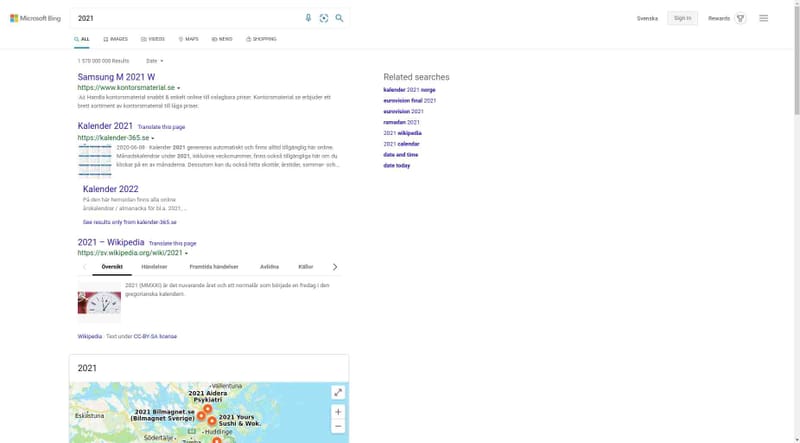 Microsoft Bing
2021
Svenska
Sign in
Rewards
ALL
IMAGES
VIDEOS
MAPS
NEWS
SHOPPING
1 570 000 000 Results
Date
Samsung M 2021 W
https://www.kontorsmaterial.se
Ad Handla kontorsmaterial snabbt & enkelt online till oslagbara priser. Kontorsmaterial.se erbjuder ett
brett sortiment av kontorsmaterial till låga priser.
Kalender 2021 Translate this page
https://kalender-365.se
2020-06-08 · Kalender 2021 genereras automatiskt och finns alltid tillgänglig här online.
Månadskalendrar under 2021, inklusive veckonummer, finns också tillgängliga här om du
klickar på en av månaderna. Dessutom kan du också hitta skottår, årstider, sommar- och...
Kalender 2022
På den här hemsidan finns alla online
årskalendrar / almanacka för bl.a. 2021, ...
See results only from kalender-365.se
2021 – Wikipedia Translate this page
https://sv.wikipedia.org/wiki/2021
Översikt
Händelser
Framtida händelser
Avlidna
Källor
2021 (MMXXI) är det nuvarande året och ett normalår som började en fredag i den
gregorianska kalendern.
Wikipedia · Text under CC-BY-SA license
2021
Vallentuna
2021 Aidera
Psykiatri
Eskilstuna
2021 Bilmagnet.se
(Bilmagnet Sverige)
2021 Yours
Sushi & Wok.
Huddinge
Södertälje
Related searches
kalender 2021 norge
eurovision final 2021
eurovision 2021
ramadan 2021
2021 wikipedia
2021 calendar
date and time
date today